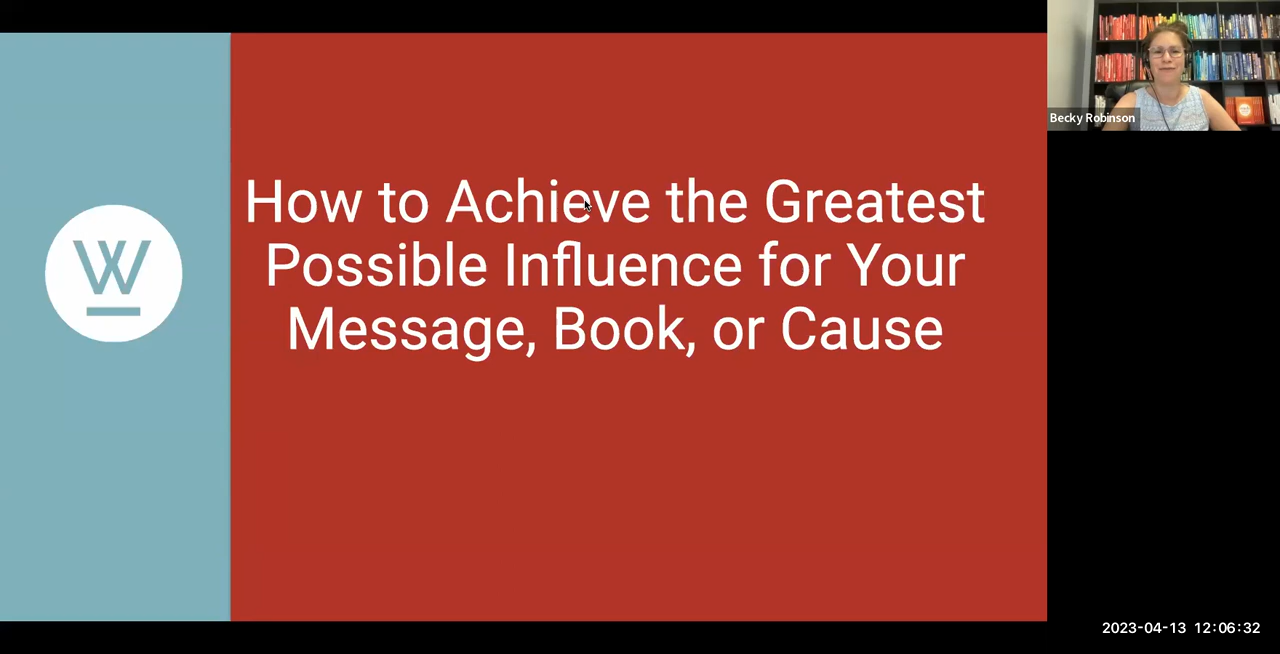 W
How to Achieve the Greatest
Possible Influence for Your
Message, Book, or Cause
Becky Robinson
2023-04-13 12:06:32